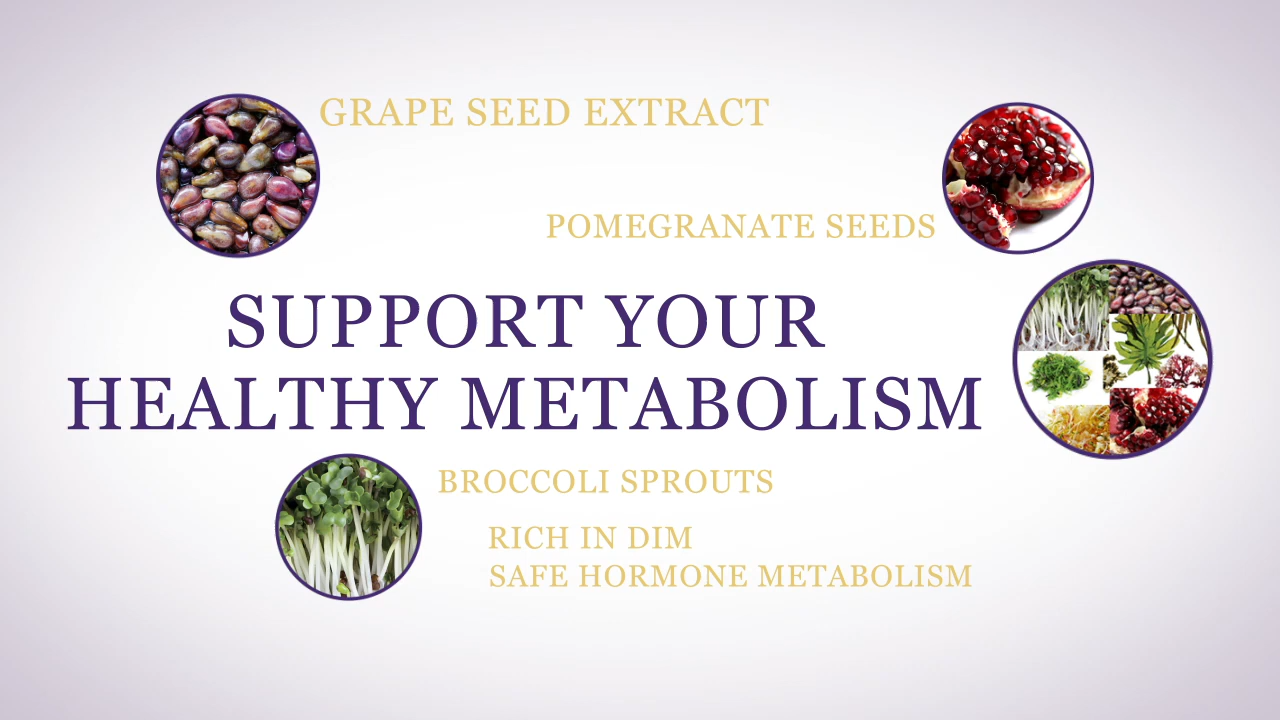 GRAPE SEED EXTRACT
POMEGRANATE SEEDS
SUPPORT YOUR
HEALTHY METABOLISM
BROCCOLI SPROUTS
RICH IN DIM
SAFE HORMONE METABOLISM